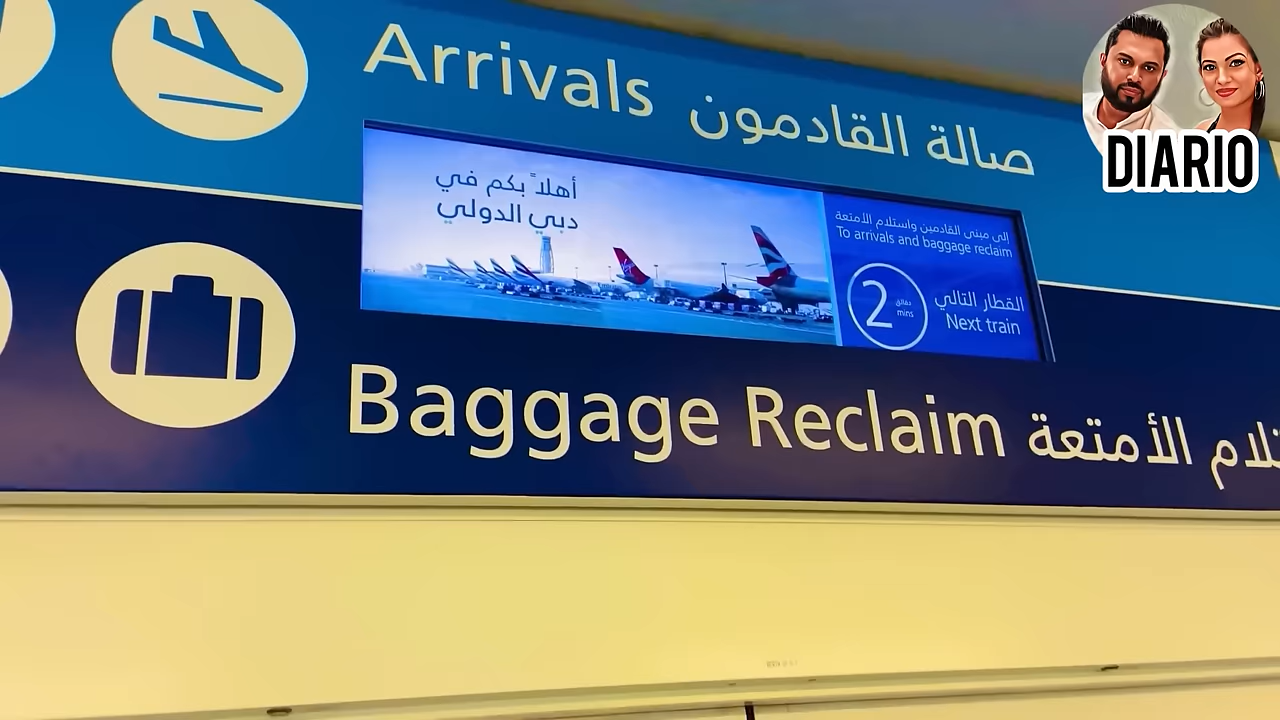 Arrivals صالة القادمون
أهلاً بكم في
دبي الدولي
إلى مبنى القادمين واستلام الأمتعة
To arrivals and baggage reclaim
2 دقائق mins
القطار التالي
Next train
Baggage Reclaim الأمتعة
DIARIO